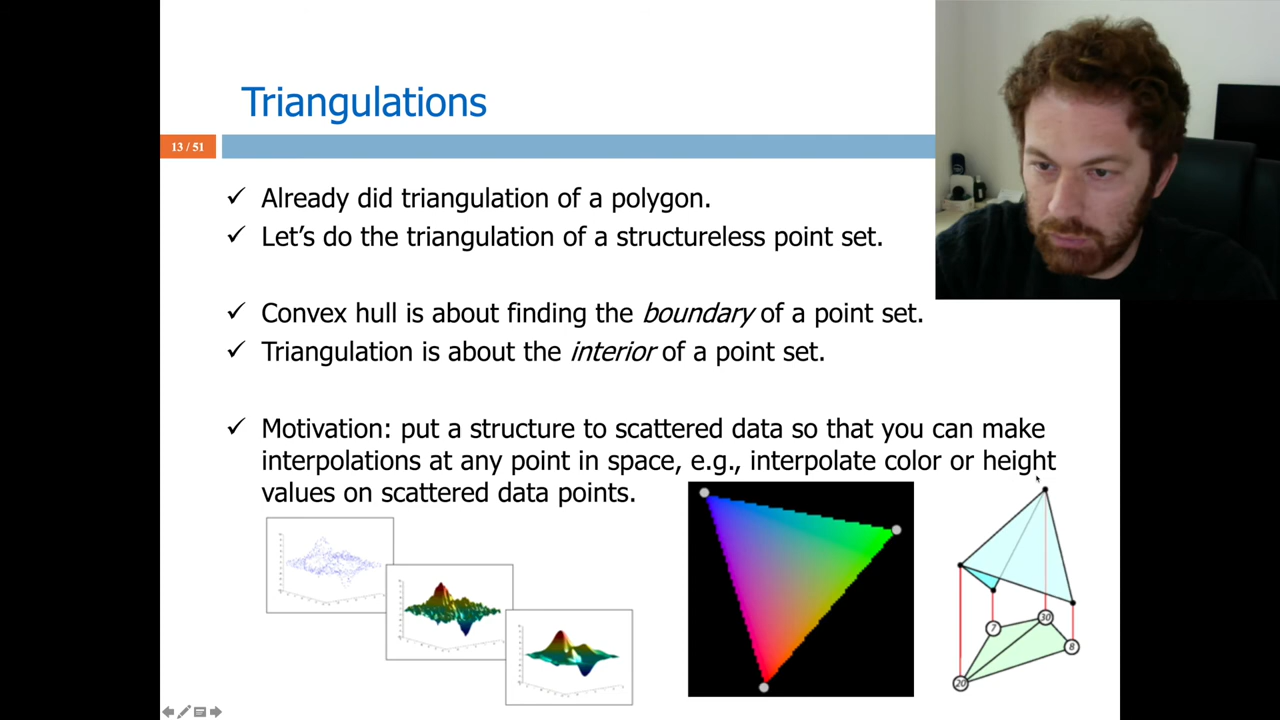 Triangulations
13 / 51
✓ Already did triangulation of a polygon.
✓ Let's do the triangulation of a structureless point set.
✓ Convex hull is about finding the boundary of a point set.
✓ Triangulation is about the interior of a point set.
✓ Motivation: put a structure to scattered data so that you can make
interpolations at any point in space, e.g., interpolate color or height
values on scattered data points.
30
7
8
20